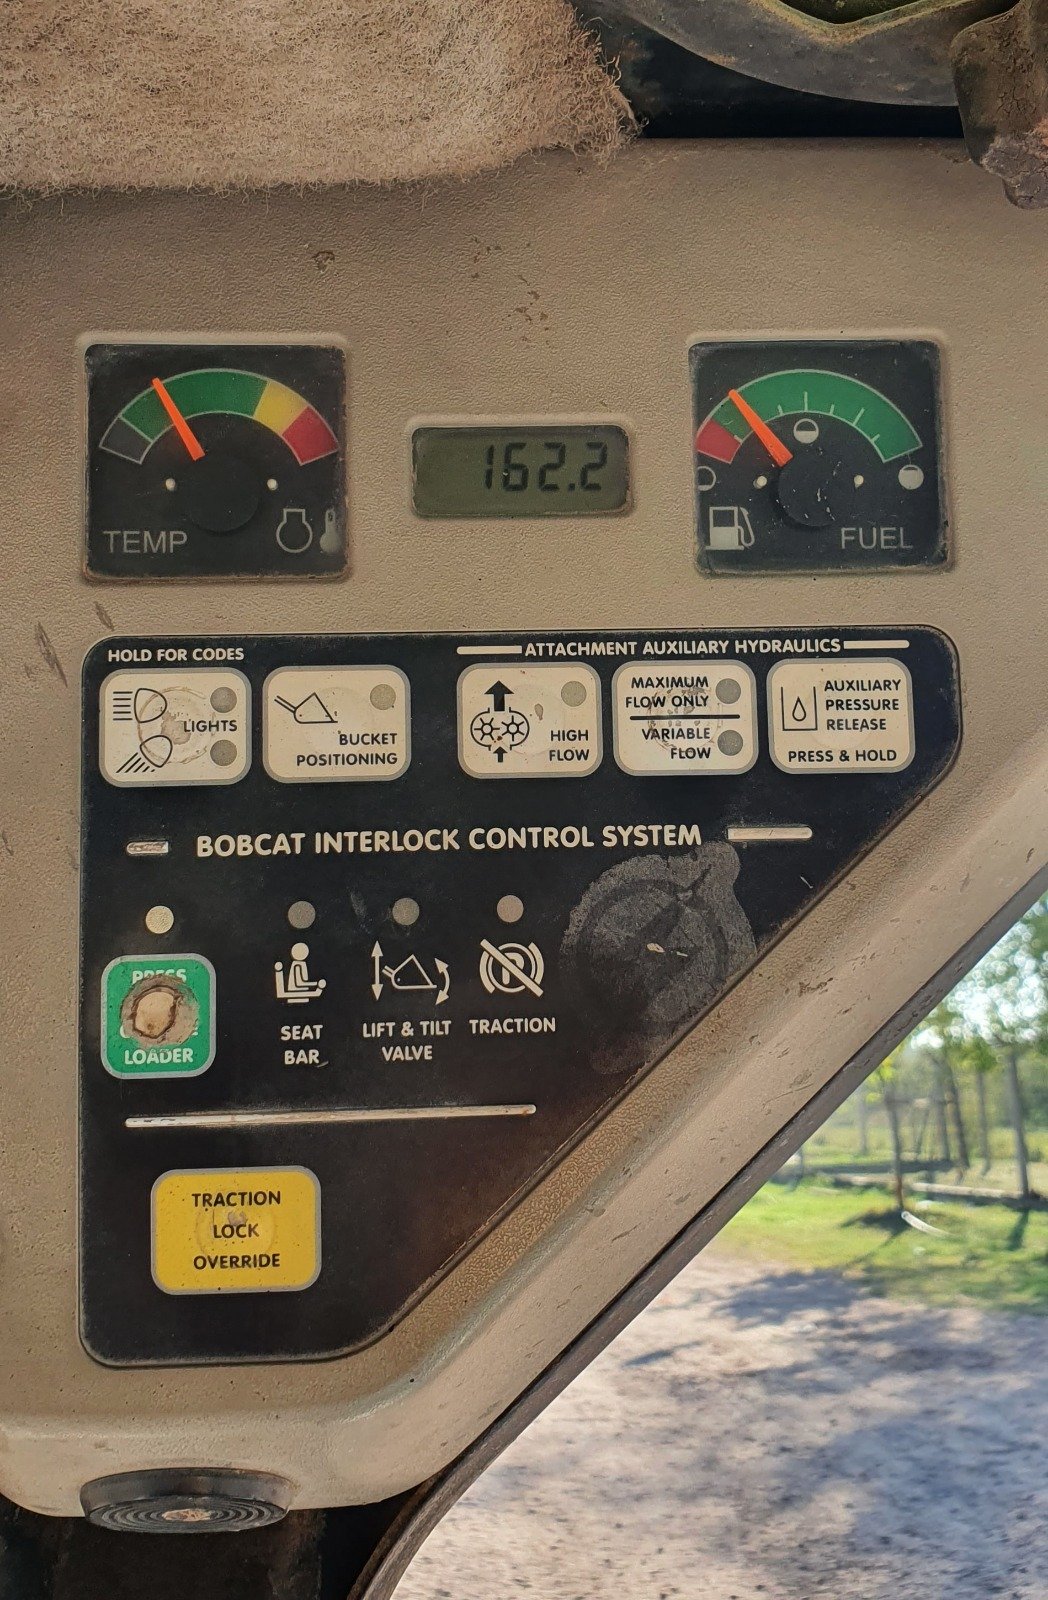 TEMP
162.2
FUEL
HOLD FOR CODES
ATTACHMENT AUXILIARY HYDRAULICS
LIGHTS
BUCKET
POSITIONING
HIGH
FLOW
MAXIMUM
FLOW ONLY
VARIABLE
FLOW
AUXILIARY
PRESSURE
RELEASE
PRESS & HOLD
BOBCAT INTERLOCK CONTROL SYSTEM
PRESS
LOADER
SEAT
BAR
LIFT & TILT
VALVE
TRACTION
TRACTION
LOCK
OVERRIDE